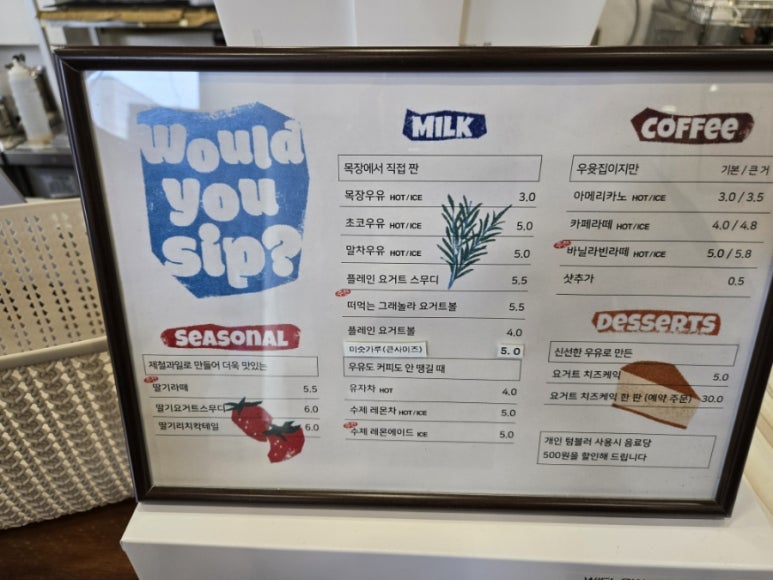 Would
you
sip?
SEASONAL
제철과일로 만들어 더욱 맛있는
딸기라떼 5.5
딸기요거트스무디 6.0
딸기리치칵테일 6.0
MILK
목장에서 직접 짠
목장우유 HOT/ICE 3.0
초코우유 HOT/ICE 5.0
말차우유 HOT/ICE 5.0
플레인 요거트 스무디 5.5
떠먹는 그래놀라 요거트볼 5.5
플레인 요거트볼 4.0
미숫가루(큰사이즈) 5.0
우유도 커피도 안 땡길 때
유자차 HOT 4.0
수제 레몬차 HOT/ICE 5.0
수제 레몬에이드 ICE 5.0
COFFEE
우윳집이지만 기본 / 큰 거
아메리카노 HOT/ICE 3.0 / 3.5
카페라떼 HOT/ICE 4.0 / 4.8
바닐라빈라떼 HOT/ICE 5.0 / 5.8
샷추가 0.5
DESSERTS
신선한 우유로 만든
요거트 치즈케익 5.0
요거트 치즈케익 한 판 (예약 주문) 30.0
개인 텀블러 사용시 음료당
500원을 할인해 드립니다